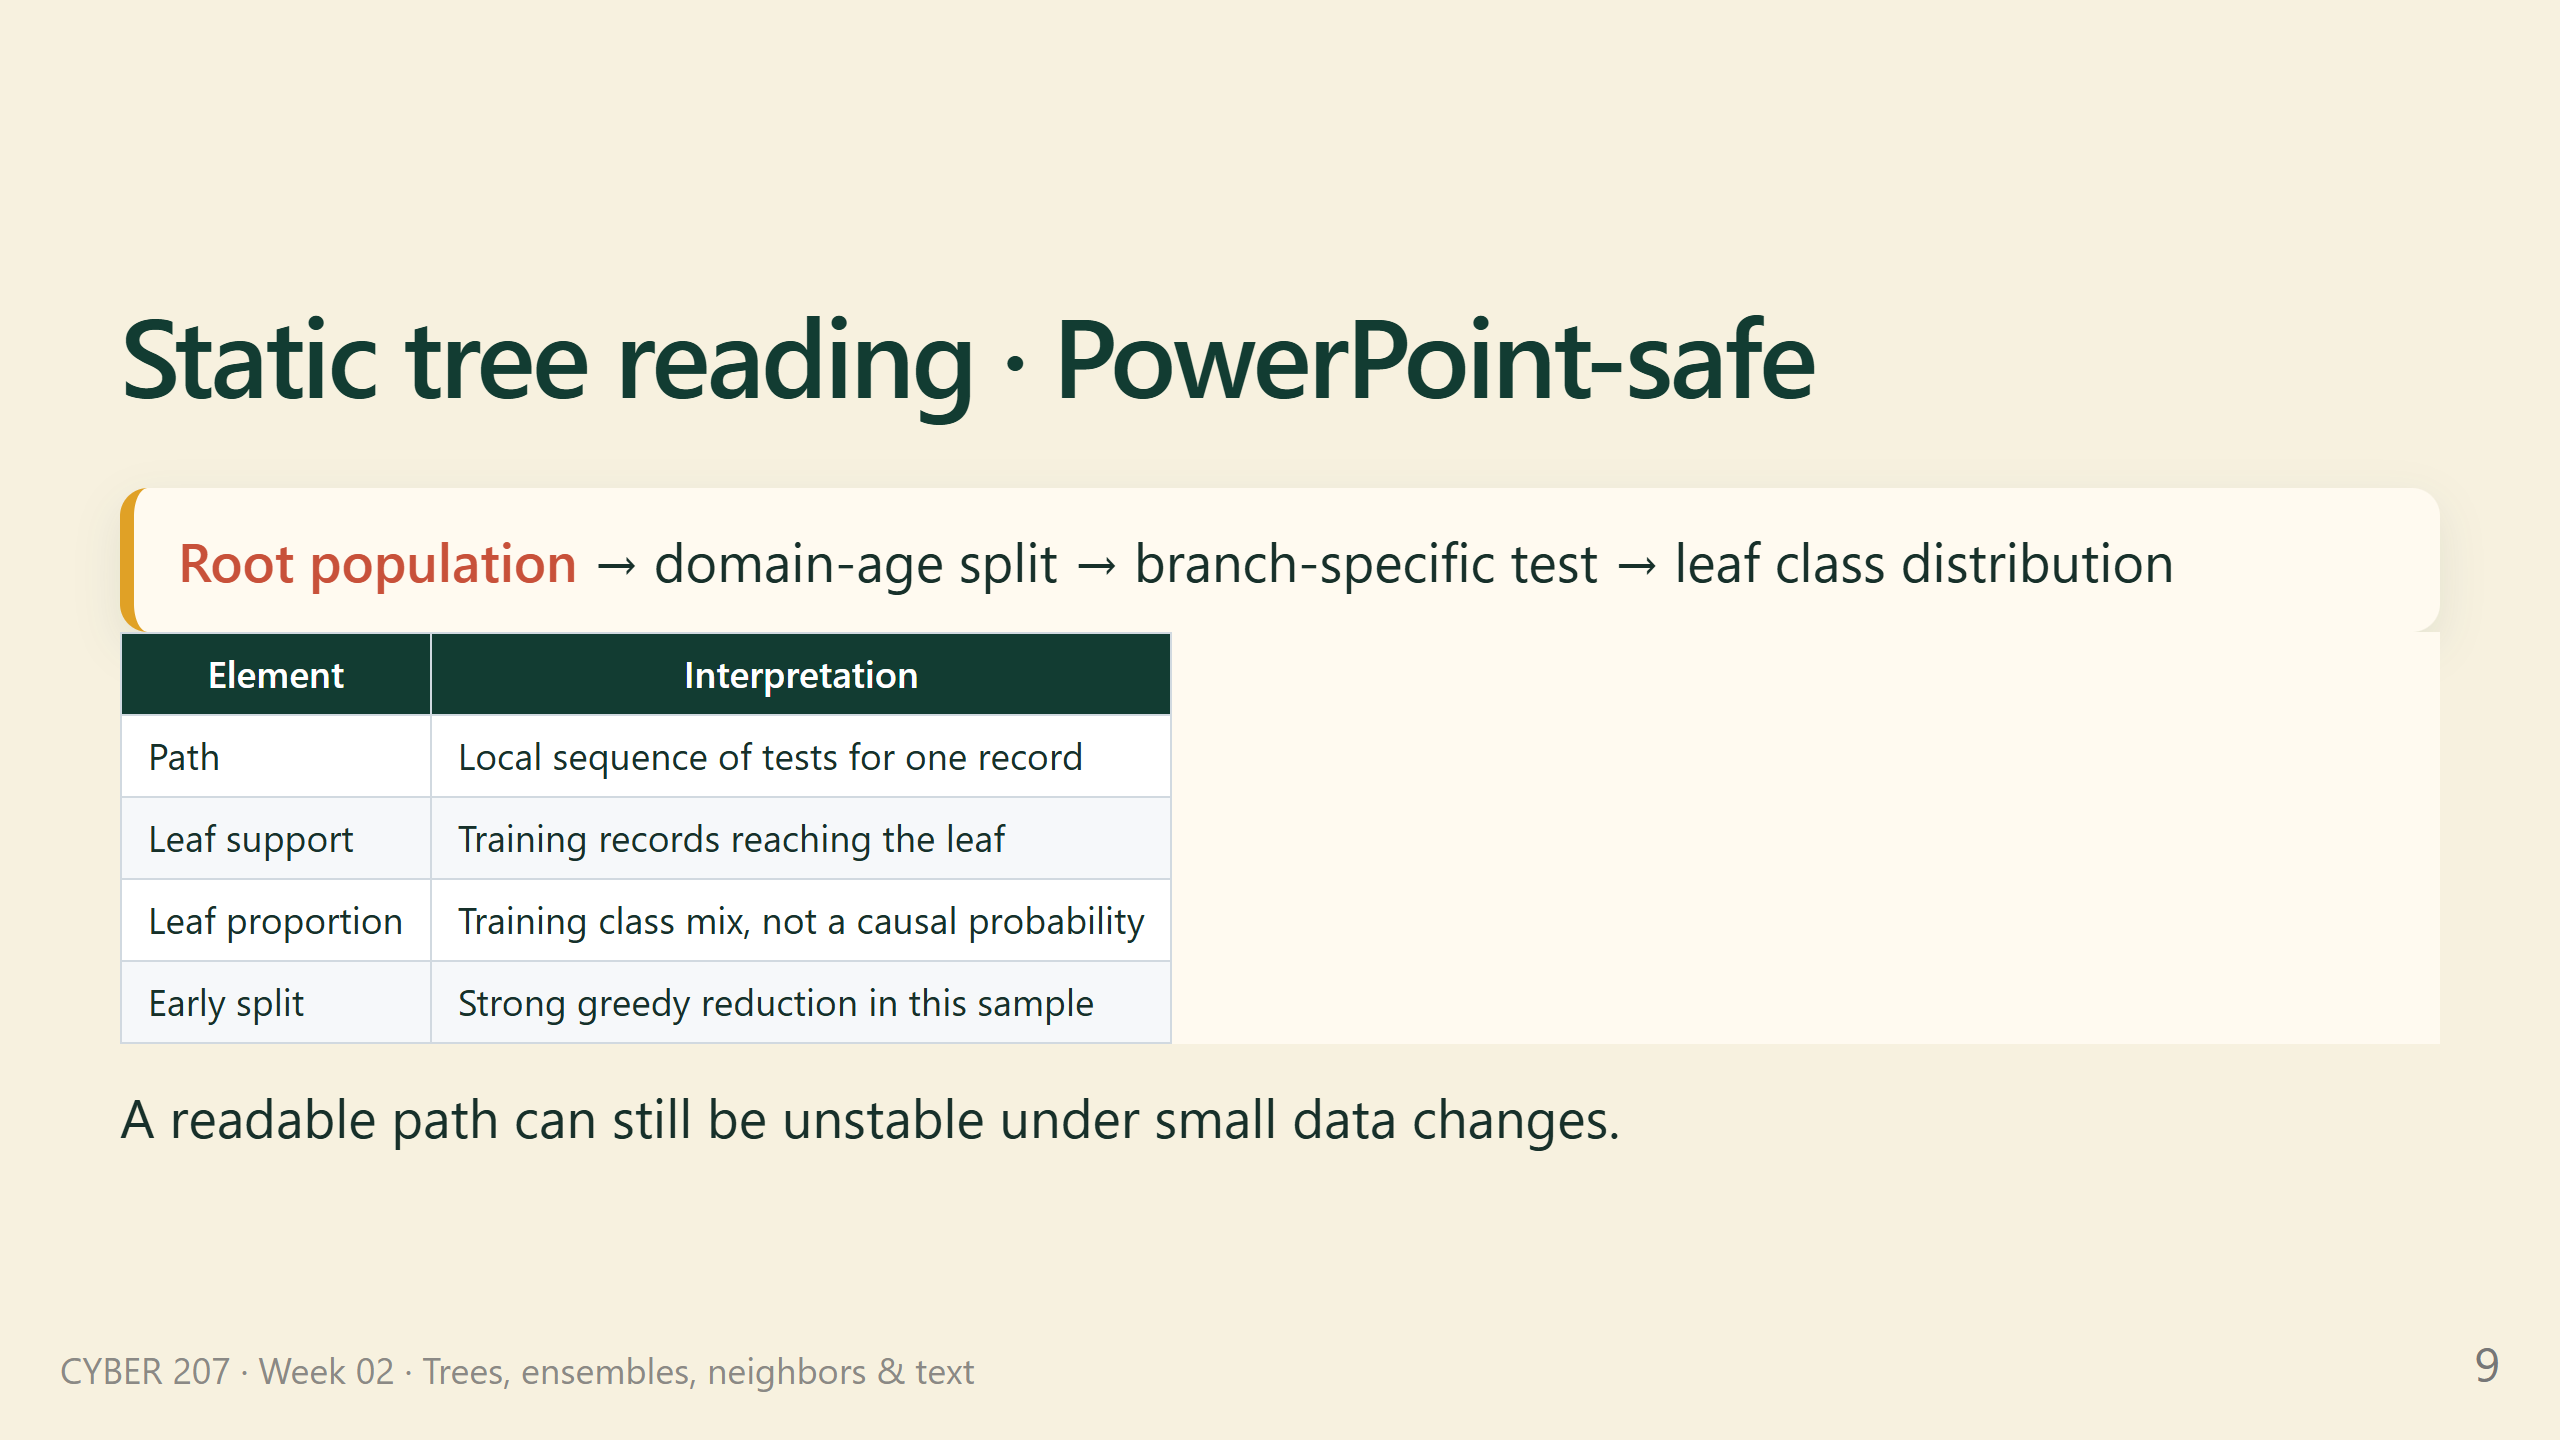 Static tree reading · PowerPoint-safe
Root population → domain-age split → branch-specific test → leaf class distribution
Element Interpretation
Path Local sequence of tests for one record
Leaf support Training records reaching the leaf
Leaf proportion Training class mix, not a causal probability
Early split Strong greedy reduction in this sample
A readable path can still be unstable under small data changes.
CYBER 207 · Week 02 · Trees, ensembles, neighbors & text 9